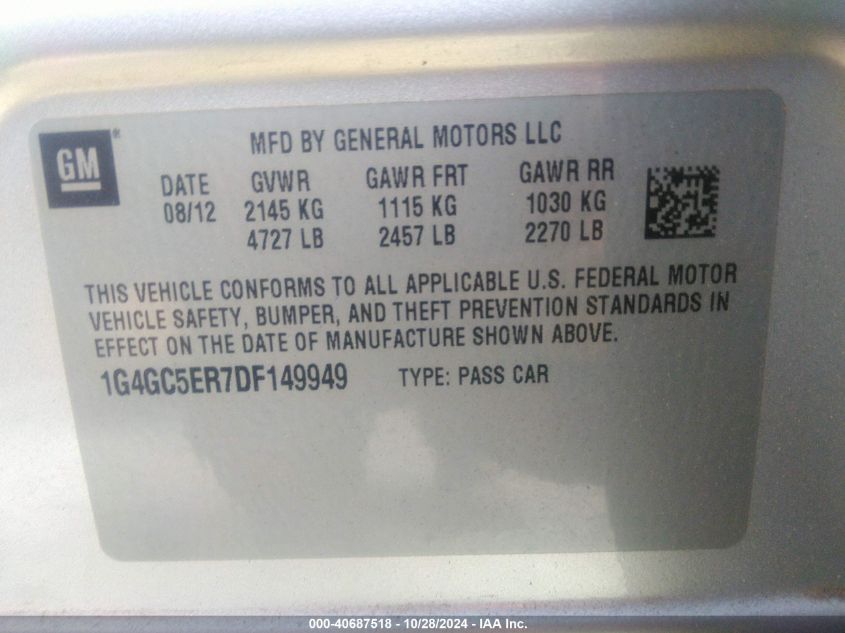 GM®
MFD BY GENERAL MOTORS LLC
DATE GVWR GAWR FRT GAWR RR
08/12 2145 KG 1115 KG 1030 KG
4727 LB 2457 LB 2270 LB
THIS VEHICLE CONFORMS TO ALL APPLICABLE U.S. FEDERAL MOTOR
VEHICLE SAFETY, BUMPER, AND THEFT PREVENTION STANDARDS IN
EFFECT ON THE DATE OF MANUFACTURE SHOWN ABOVE.
1G4GC5ER7DF149949 TYPE: PASS CAR
000-40687518 - 10/28/2024 - IAA Inc.